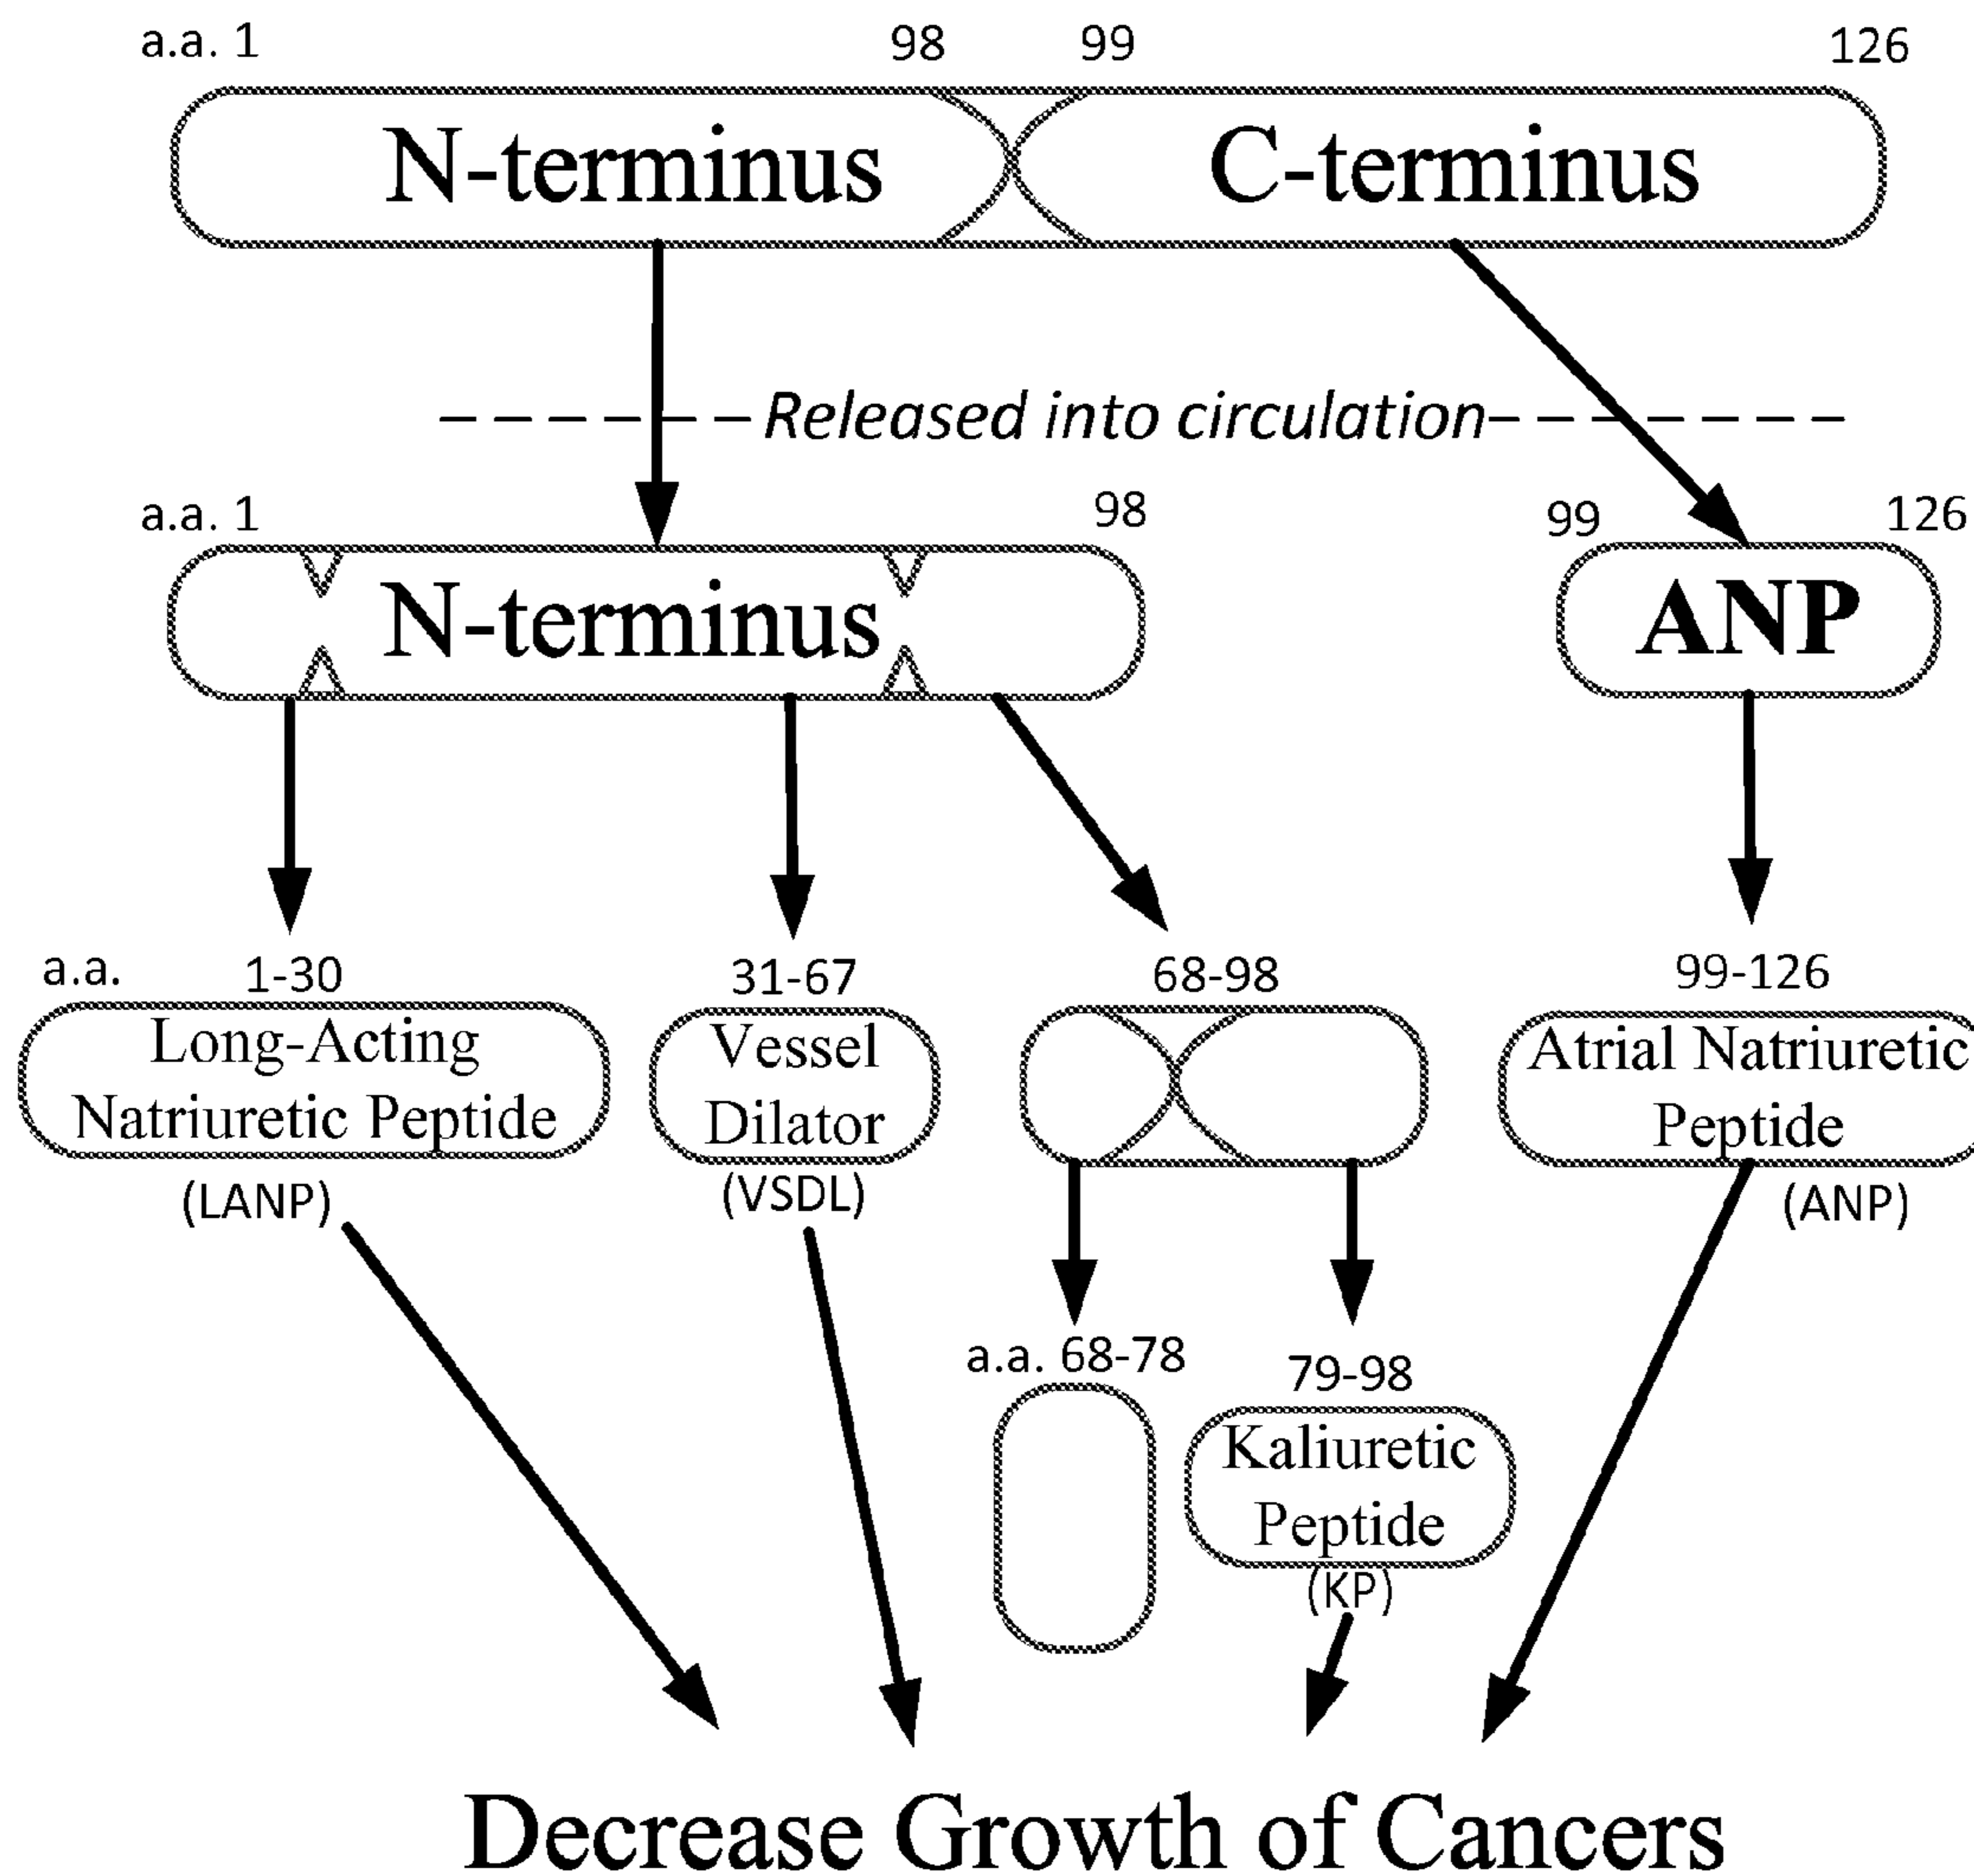 a.a. 1 98 99 126
N-terminus C-terminus
Released into circulation
a.a. 1 98 99 126
N-terminus ANP
a.a. 1-30 31-67 68-98 99-126
Long-Acting Vessel Atrial Natriuretic
Natriuretic Peptide Dilator Peptide
(LANP) (VSDL) (ANP)
a.a. 68-78 79-98
Kaliuretic
Peptide
(KP)
Decrease Growth of Cancers